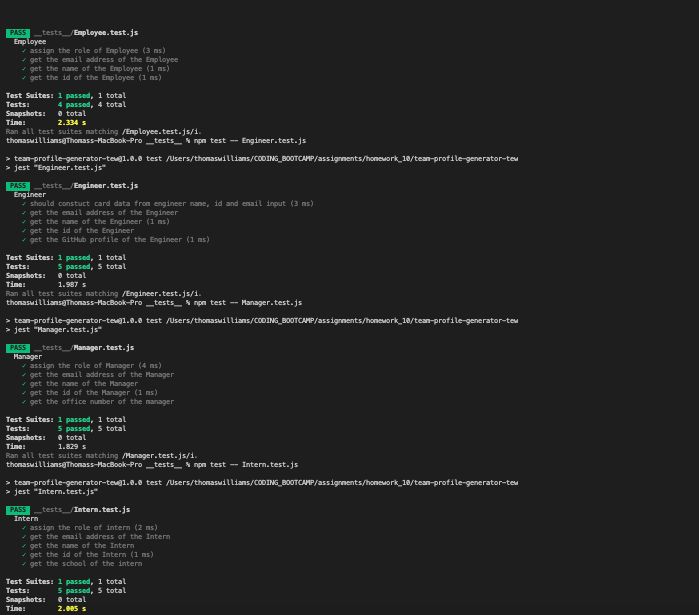 PASS __tests__/Employee.test.js
Employee
✓ assign the role of Employee (3 ms)
✓ get the email address of the Employee
✓ get the name of the Employee (1 ms)
✓ get the id of the Employee (1 ms)
Test Suites: 1 passed, 1 total
Tests: 4 passed, 4 total
Snapshots: 0 total
Time: 2.334 s
Ran all test suites matching /Employee.test.js/i.
thomaswilliams@Thomass-MacBook-Pro __tests__ % npm test -- Engineer.test.js
> team-profile-generator-tew@1.0.0 test /Users/thomaswilliams/CODING_BOOTCAMP/assignments/homework_10/team-profile-generator-tew
> jest "Engineer.test.js"
PASS __tests__/Engineer.test.js
Engineer
✓ should constuct card data from engineer name, id and email input (3 ms)
✓ get the email address of the Engineer
✓ get the name of the Engineer (1 ms)
✓ get the id of the Engineer
✓ get the GitHub profile of the Engineer (1 ms)
Test Suites: 1 passed, 1 total
Tests: 5 passed, 5 total
Snapshots: 0 total
Time: 1.987 s
Ran all test suites matching /Engineer.test.js/i.
thomaswilliams@Thomass-MacBook-Pro __tests__ % npm test -- Manager.test.js
> team-profile-generator-tew@1.0.0 test /Users/thomaswilliams/CODING_BOOTCAMP/assignments/homework_10/team-profile-generator-tew
> jest "Manager.test.js"
PASS __tests__/Manager.test.js
Manager
✓ assign the role of Manager (4 ms)
✓ get the email address of the Manager
✓ get the name of the Manager
✓ get the id of the Manager (1 ms)
✓ get the office number of the manager
Test Suites: 1 passed, 1 total
Tests: 5 passed, 5 total
Snapshots: 0 total
Time: 1.829 s
Ran all test suites matching /Manager.test.js/i.
thomaswilliams@Thomass-MacBook-Pro __tests__ % npm test -- Intern.test.js
> team-profile-generator-tew@1.0.0 test /Users/thomaswilliams/CODING_BOOTCAMP/assignments/homework_10/team-profile-generator-tew
> jest "Intern.test.js"
PASS __tests__/Intern.test.js
Intern
✓ assign the role of intern (2 ms)
✓ get the email address of the Intern
✓ get the name of the Intern
✓ get the id of the Intern (1 ms)
✓ get the school of the intern
Test Suites: 1 passed, 1 total
Tests: 5 passed, 5 total
Snapshots: 0 total
Time: 2.005 s